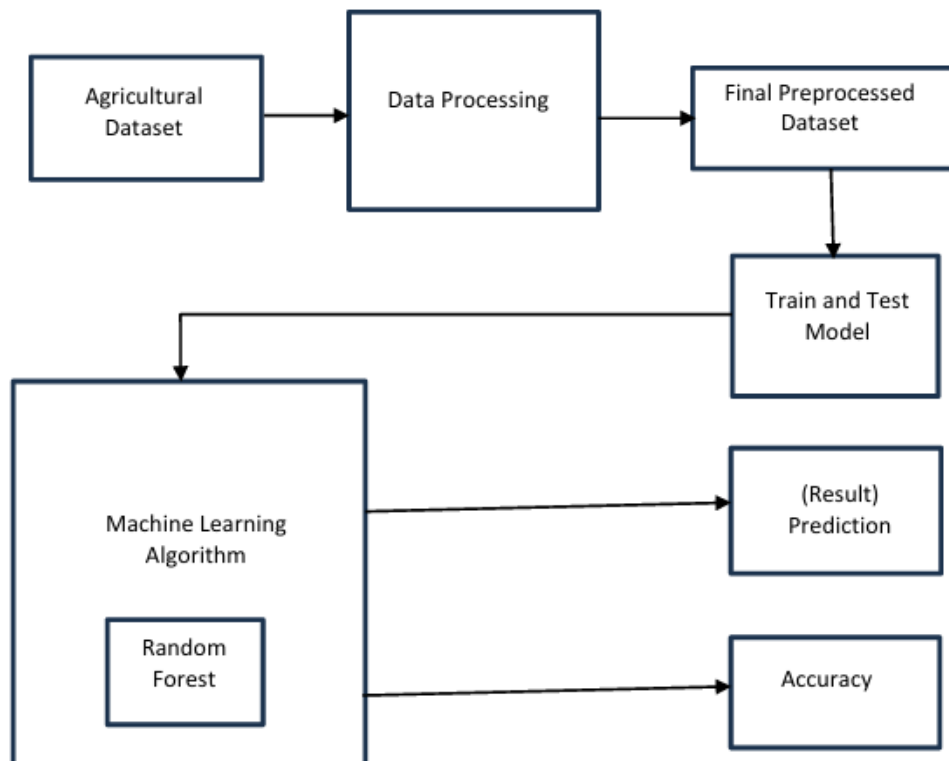 Agricultural
Dataset
Data Processing
Final Preprocessed
Dataset
Train and Test
Model
Machine Learning
Algorithm
Random
Forest
(Result)
Prediction
Accuracy